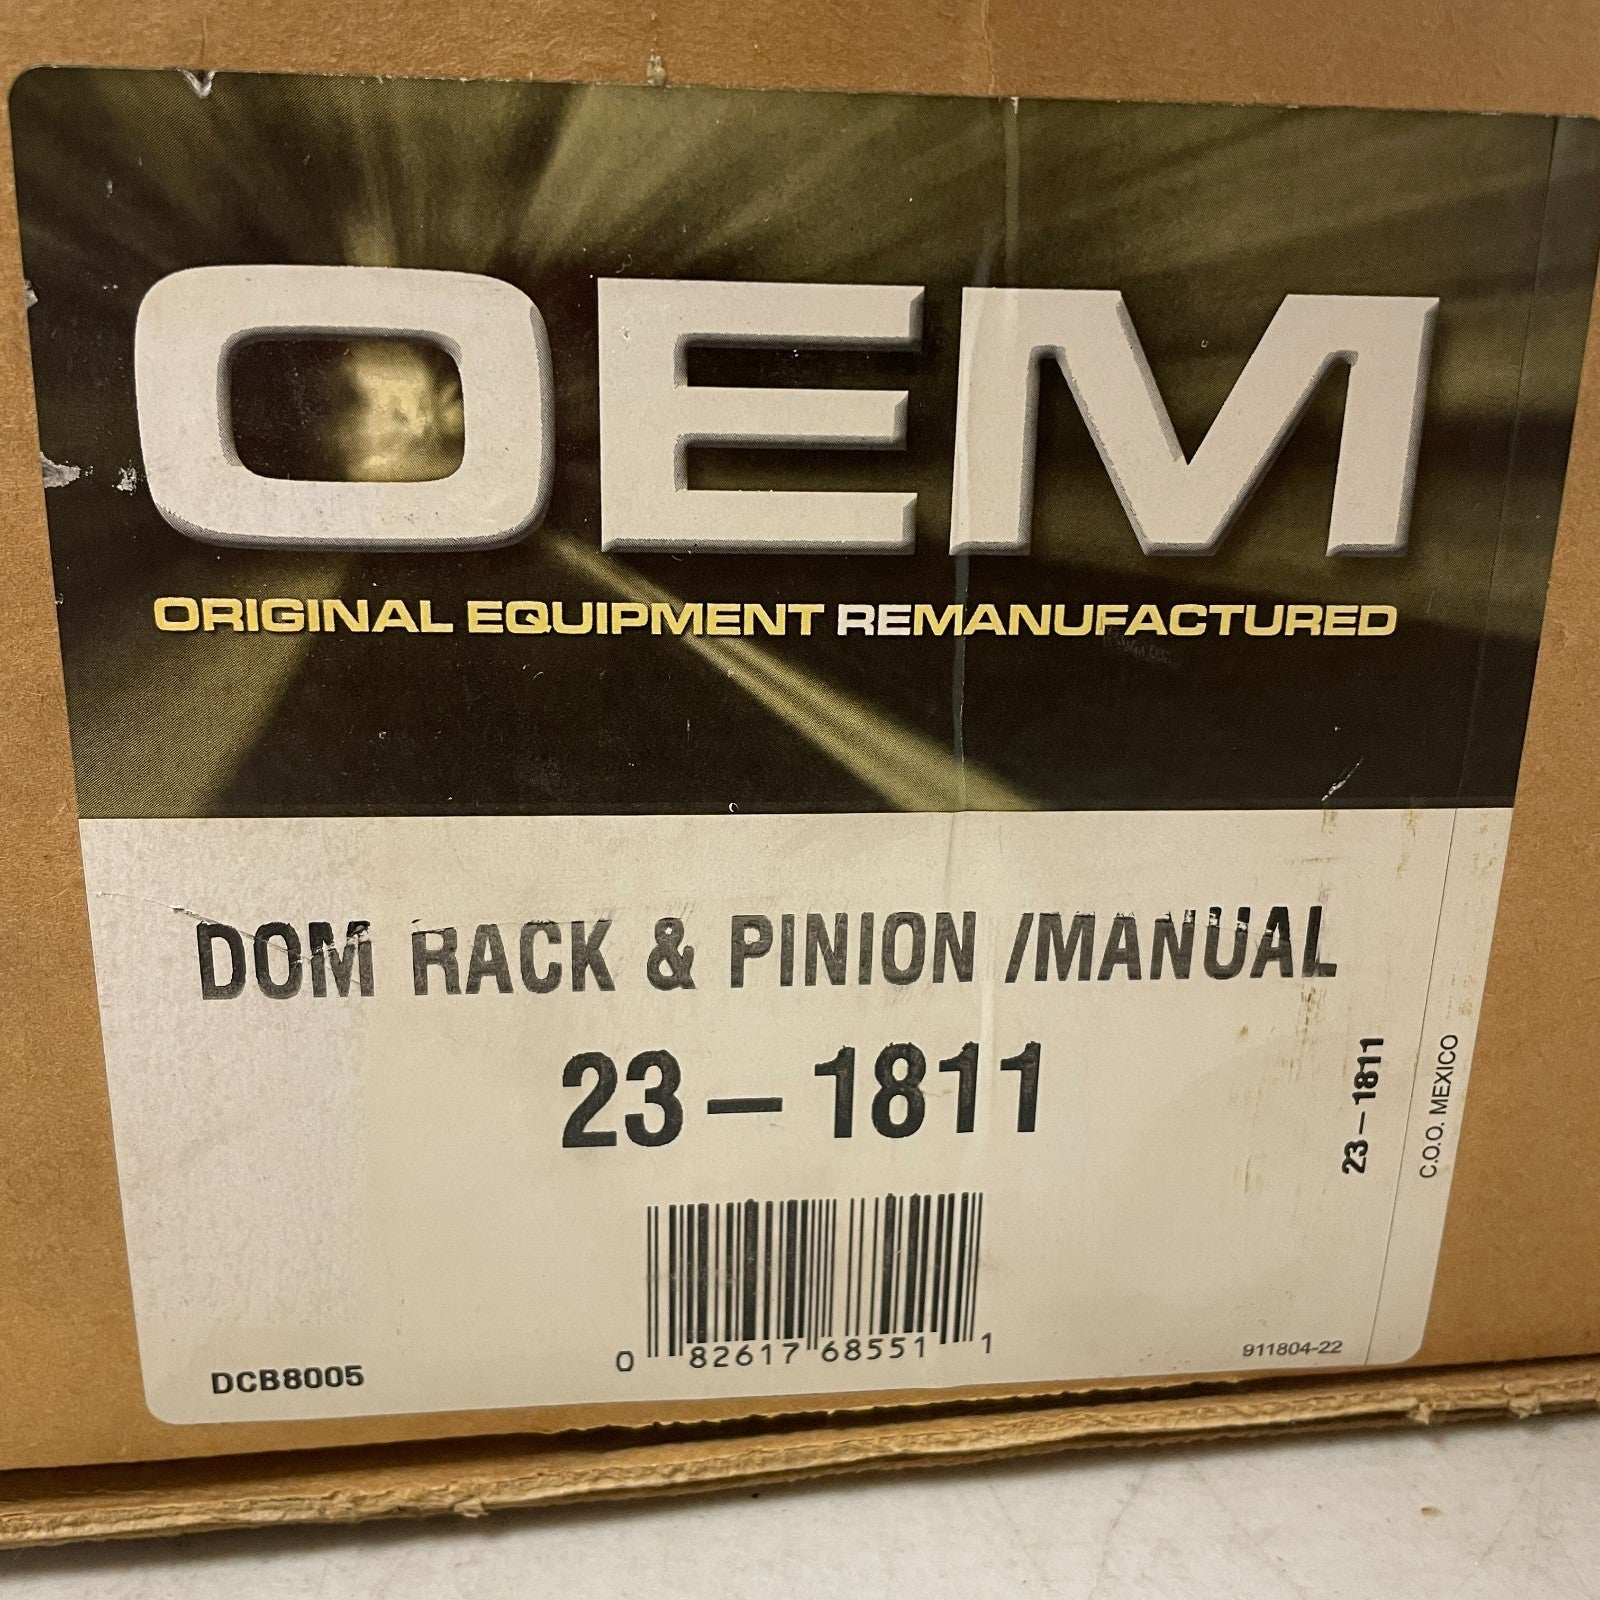 OEM
ORIGINAL EQUIPMENT REMANUFACTURED
DOM RACK & PINION /MANUAL
23-1811
23-1811
C.O.O. MEXICO
0 82617 68551 1
DCB8005
911804-22